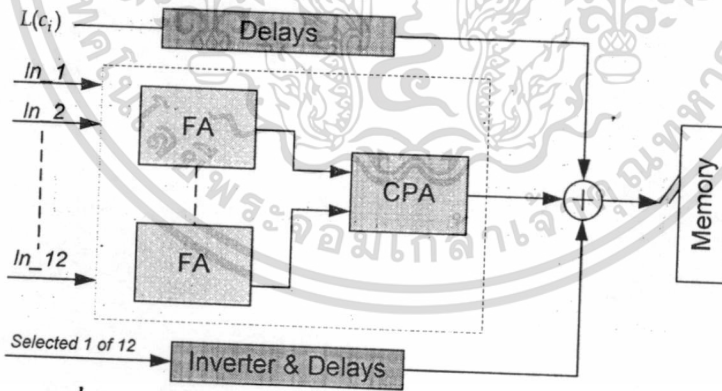 L(c_i)
Delays
In_1
In_2
FA
CPA
FA
In_12
Memory
Selected 1 of 12
Inverter & Delays